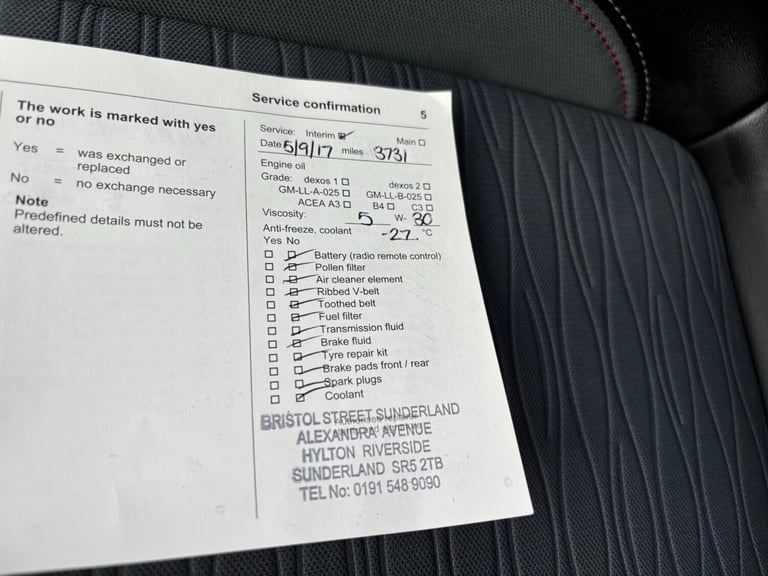 The work is marked with yes
or no
Yes = was exchanged or
replaced
No = no exchange necessary
Note
Predefined details must not be
altered.
Service confirmation 5
Service: Interim ☑ Main ☐
Date 5/9/17 miles 3731
Engine oil
Grade: dexos 1 ☐ dexos 2 ☐
GM-LL-A-025 ☐ GM-LL-B-025 ☐
ACEA A3 ☐ B4 ☐ C3 ☐
Viscosity: 5 W- 30
Anti-freeze, coolant -27. °C
Yes No
☐ ☑ Battery (radio remote control)
☐ ☑ Pollen filter
☐ ☑ Air cleaner element
☐ ☑ Ribbed V-belt
☐ ☑ Toothed belt
☐ ☑ Fuel filter
☐ ☑ Transmission fluid
☐ ☑ Brake fluid
☐ ☑ Tyre repair kit
☐ ☑ Brake pads front / rear
☐ ☑ Spark plugs
☐ ☑ Coolant
BRISTOL STREET SUNDERLAND
ALEXANDRA AVENUE
HYLTON RIVERSIDE
SUNDERLAND SR5 2TB
TEL No: 0191 548 9090